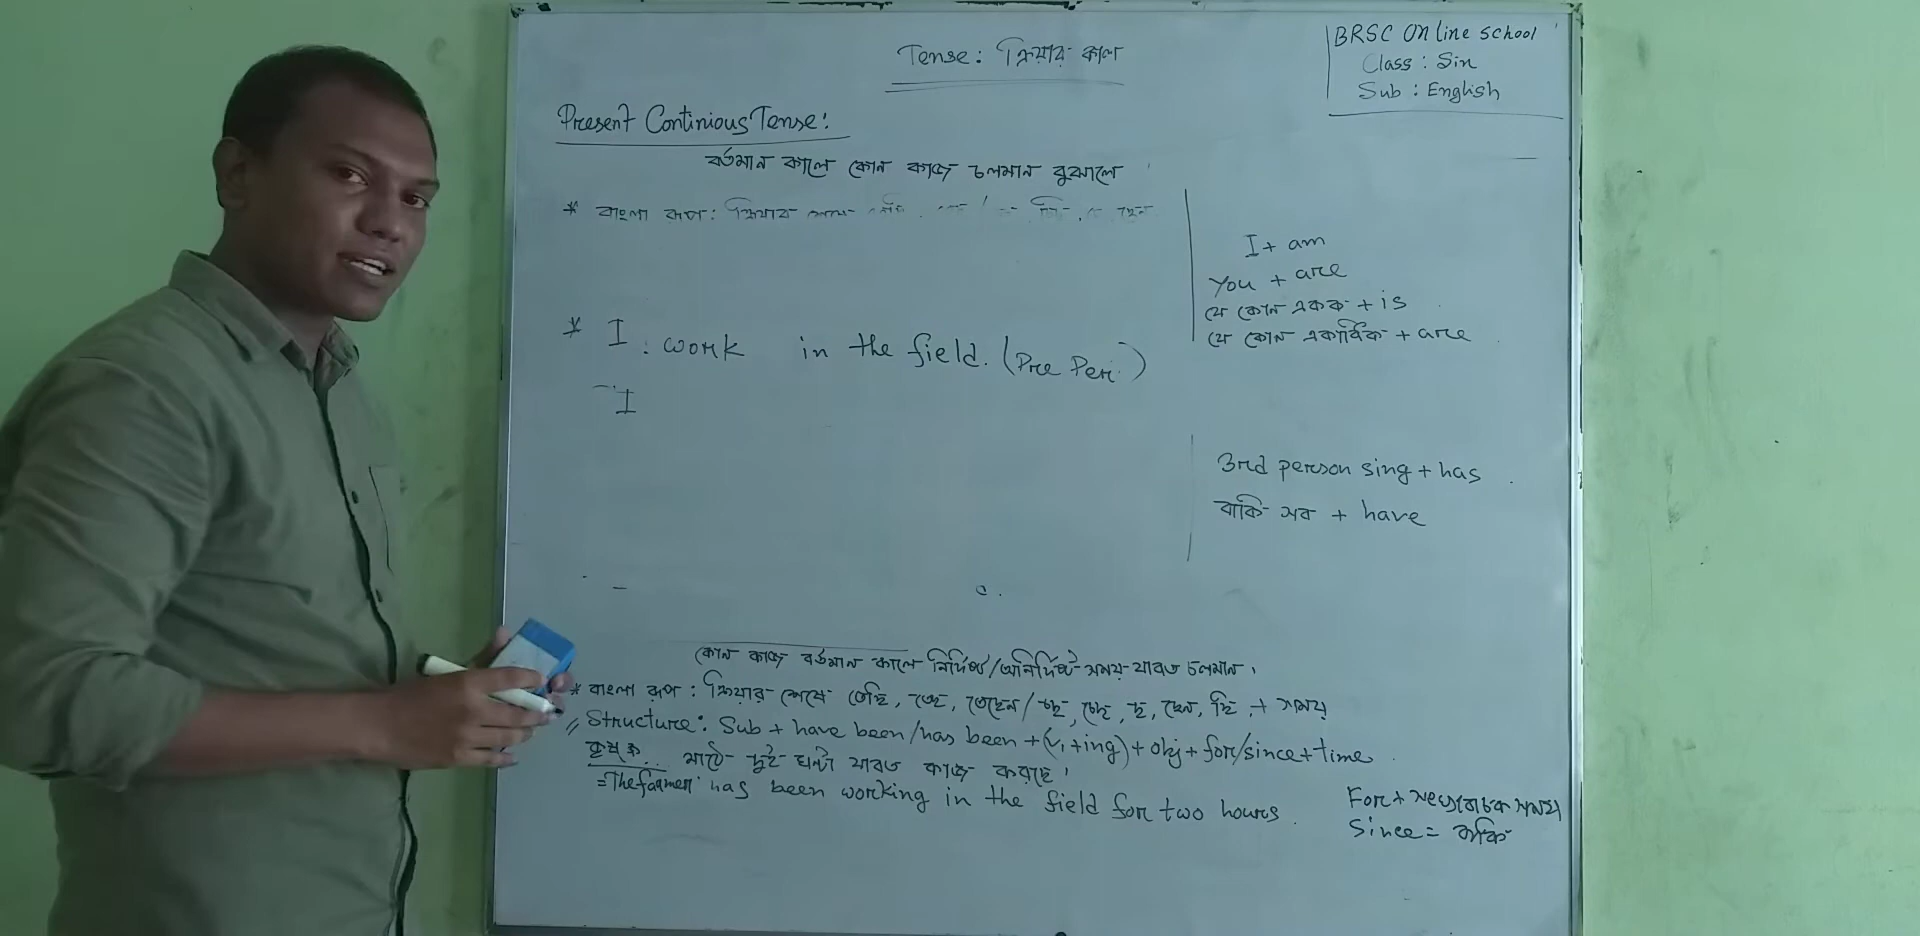 Tense: ক্রিয়ার কাল
BRSC Online school
Class : Sin
Sub : English
Present Continious Tense:
বর্তমান কালে কোন কাজ চলমান বুঝালে
* বাংলা রূপ: ক্রিয়ার শেষে
I + am
You + are
যে কোন একক + is
যে কোন একাধিক + are
* I work in the field. (Pre Per.)
I
3rd person sing + has
বাকি সব + have
কোন কাজ বর্তমান কালে নির্দিষ্ট/অনির্দিষ্ট সময় যাবত চলমান।
* বাংলা রূপ: ক্রিয়ার শেষে তেছি, তেছ, তেছেন/ চ্ছ, চ্ছে, ছ, ছেন, ছি, + সময়
Structure: Sub + have been/has been + (v₁+ing) + obj + for/since+time
কৃষক মাঠে দুই ঘন্টা যাবত কাজ করছে।
=The farmer has been working in the field for two hours.
For + সংখ্যাবাচক সময়
Since = বাকি